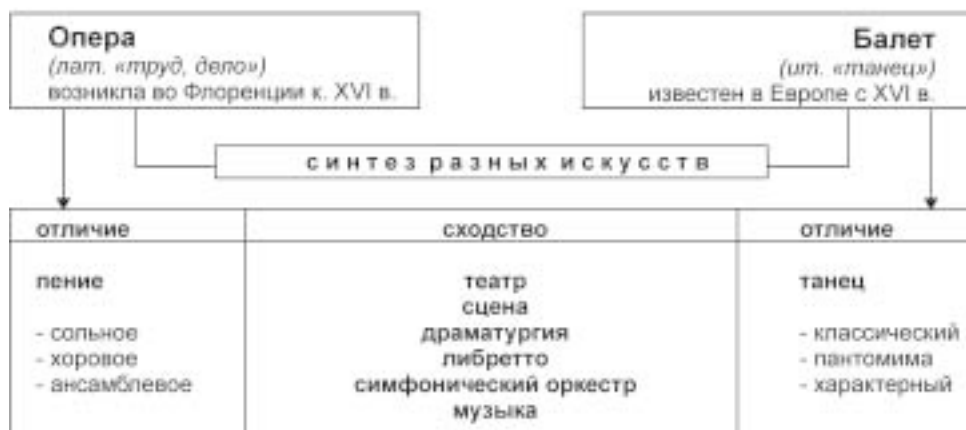 Опера
(лат. «труд, дело»)
возникла во Флоренции к. XVI в.
Балет
(ит. «танец»)
известен в Европе с XVI в.
синтез разных искусств
отличие
сходство
отличие
пение
- сольное
- хоровое
- ансамблевое
театр
сцена
драматургия
либретто
симфонический оркестр
музыка
танец
- классический
- пантомима
- характерный